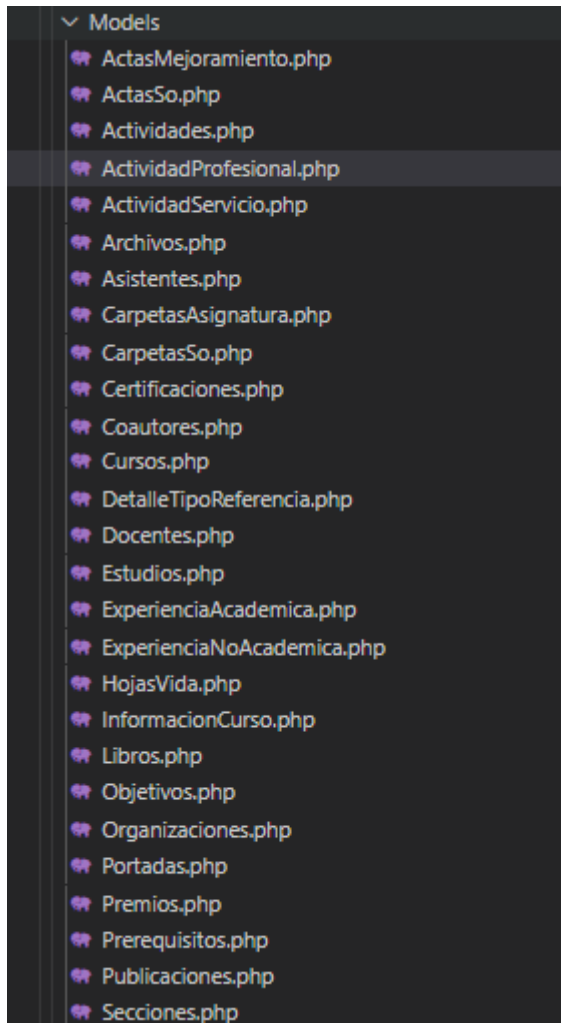 Models
ActasMejoramiento.php
ActasSo.php
Actividades.php
ActividadProfesional.php
ActividadServicio.php
Archivos.php
Asistentes.php
CarpetasAsignatura.php
CarpetasSo.php
Certificaciones.php
Coautores.php
Cursos.php
DetalleTipoReferencia.php
Docentes.php
Estudios.php
ExperienciaAcademica.php
ExperienciaNoAcademica.php
HojasVida.php
InformacionCurso.php
Libros.php
Objetivos.php
Organizaciones.php
Portadas.php
Premios.php
Prerequisitos.php
Publicaciones.php
Secciones.php